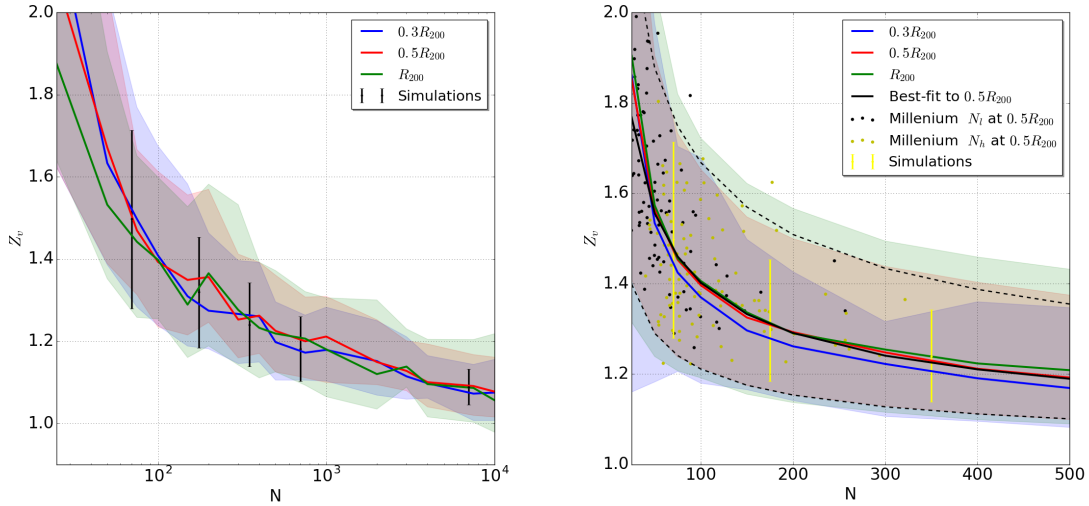 2.0
1.8
1.6
1.4
1.2
1.0
Z_v
10^2
10^3
10^4
N
0.3R_200
0.5R_200
R_200
Simulations
2.0
1.8
1.6
1.4
1.2
1.0
Z_v
100
200
300
400
500
N
0.3R_200
0.5R_200
R_200
Best-fit to 0.5R_200
Millenium N_l at 0.5R_200
Millenium N_h at 0.5R_200
Simulations